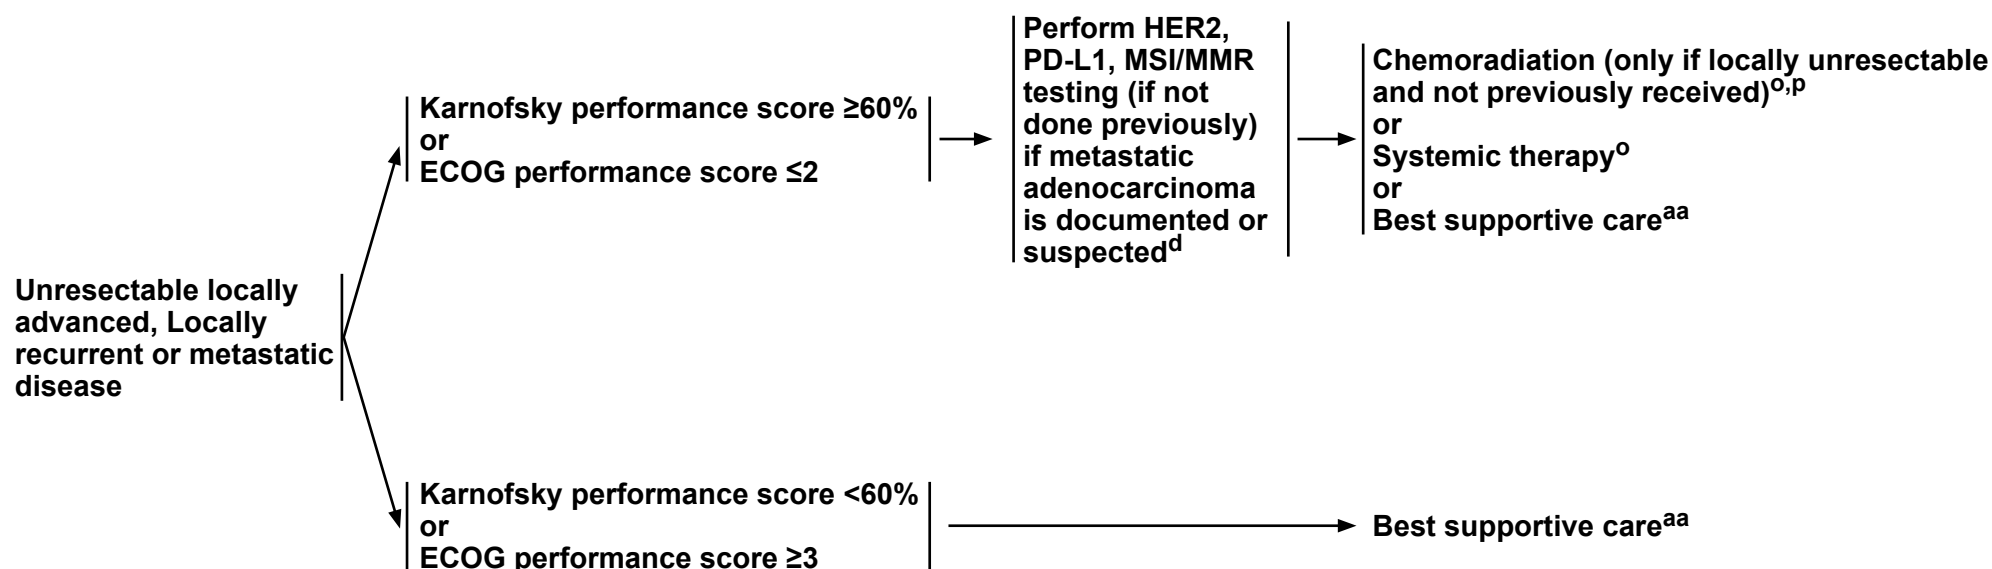 Unresectable locally
advanced, Locally
recurrent or metastatic
disease
Karnofsky performance score ≥60%
or
ECOG performance score ≤2
Perform HER2,
PD-L1, MSI/MMR
testing (if not
done previously)
if metastatic
adenocarcinoma
is documented or
suspectedd
Chemoradiation (only if locally unresectable
and not previously received)o,p
or
Systemic therapyo
or
Best supportive careaa
Karnofsky performance score <60%
or
ECOG performance score ≥3
Best supportive careaa